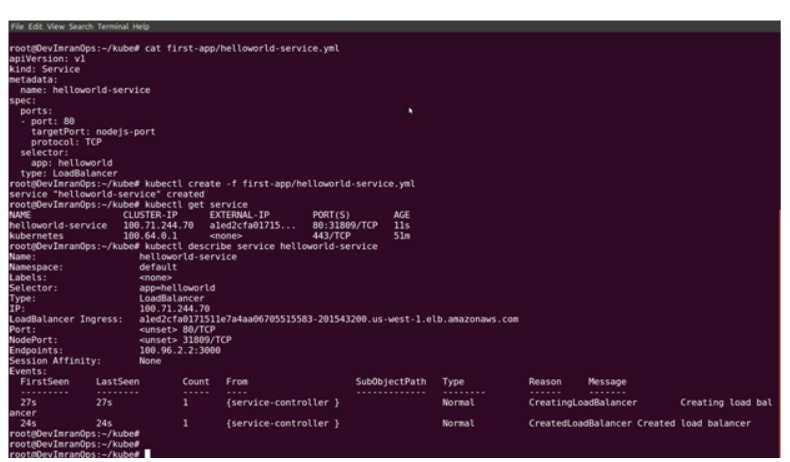 File Edit View Search Terminal Help
root@DevImranOps:~/kube# cat first-app/helloworld-service.yml
apiVersion: v1
kind: Service
metadata:
  name: helloworld-service
spec:
  ports:
  - port: 80
    targetPort: nodejs-port
    protocol: TCP
  selector:
    app: helloworld
  type: LoadBalancer
root@DevImranOps:~/kube# kubectl create -f first-app/helloworld-service.yml
service "helloworld-service" created
root@DevImranOps:~/kube# kubectl get service
NAME                 CLUSTER-IP      EXTERNAL-IP        PORT(S)        AGE
helloworld-service   100.71.244.70   a1ed2cfa01715...   80:31809/TCP   11s
kubernetes           100.64.0.1      <none>             443/TCP        51m
root@DevImranOps:~/kube# kubectl describe service helloworld-service
Name:                   helloworld-service
Namespace:              default
Labels:                 <none>
Selector:               app=helloworld
Type:                   LoadBalancer
IP:                     100.71.244.70
LoadBalancer Ingress:   a1ed2cfa0171511e7a4aa06705515583-201543200.us-west-1.elb.amazonaws.com
Port:                   <unset> 80/TCP
NodePort:               <unset> 31809/TCP
Endpoints:              100.96.2.2:3000
Session Affinity:       None
Events:
  FirstSeen   LastSeen   Count   From   SubObjectPath   Type   Reason   Message
  ---------   --------   -----   ----   -------------   --------   ------   -------
  27s   27s   1   {service-controller }   Normal   CreatingLoadBalancer   Creating load bal
ancer
  24s   24s   1   {service-controller }   Normal   CreatedLoadBalancer Created load balancer
root@DevImranOps:~/kube#
root@DevImranOps:~/kube#
root@DevImranOps:~/kube#